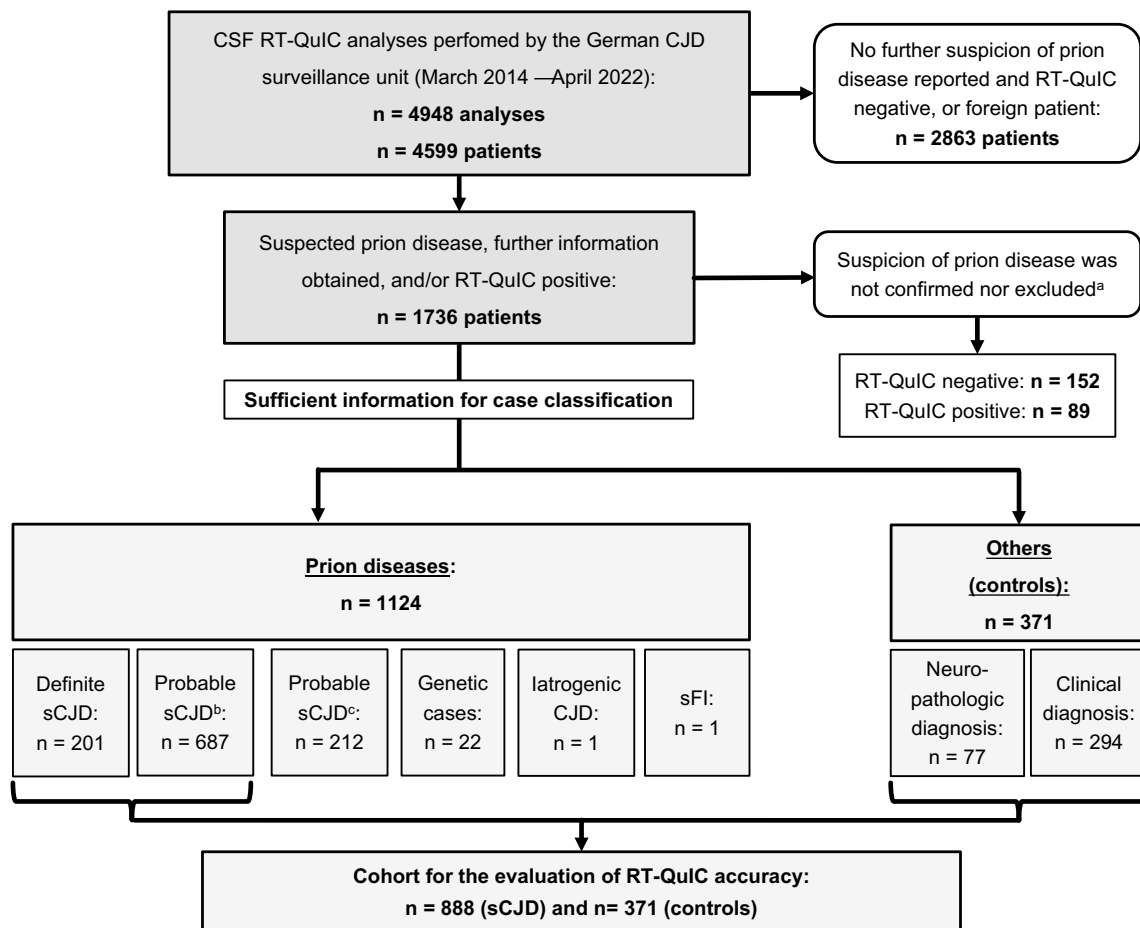 CSF RT-QuIC analyses perfomed by the German CJD
surveillance unit (March 2014 —April 2022):
n = 4948 analyses
n = 4599 patients
No further suspicion of prion
disease reported and RT-QuIC
negative, or foreign patient:
n = 2863 patients
Suspected prion disease, further information
obtained, and/or RT-QuIC positive:
n = 1736 patients
Suspicion of prion disease was
not confirmed nor excludedᵃ
RT-QuIC negative: n = 152
RT-QuIC positive: n = 89
Sufficient information for case classification
Prion diseases:
n = 1124
Others
(controls):
n = 371
Definite
sCJD:
n = 201
Probable
sCJDᵇ:
n = 687
Probable
sCJDᶜ:
n = 212
Genetic
cases:
n = 22
Iatrogenic
CJD:
n = 1
sFI:
n = 1
Neuro-
pathologic
diagnosis:
n = 77
Clinical
diagnosis:
n = 294
Cohort for the evaluation of RT-QuIC accuracy:
n = 888 (sCJD) and n= 371 (controls)